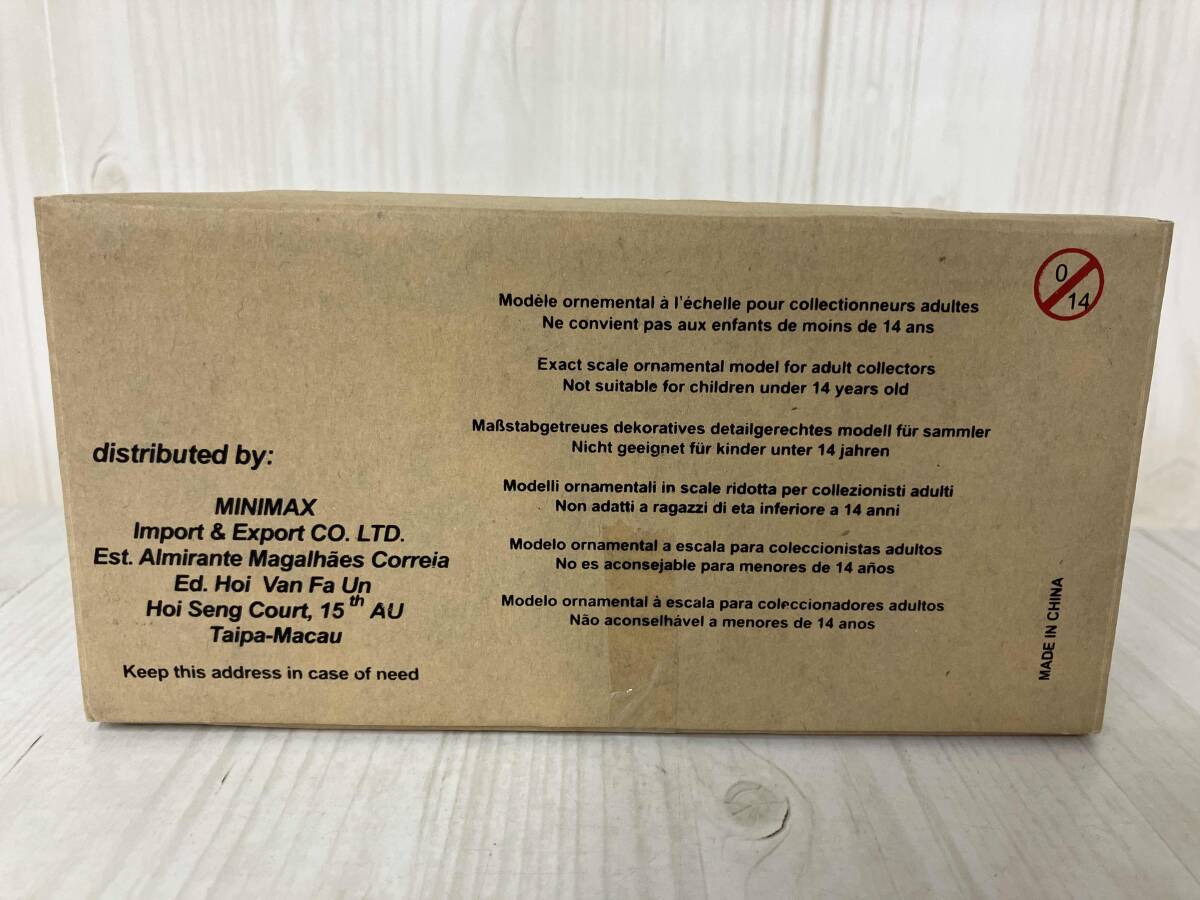 distributed by:
MINIMAX
Import & Export CO. LTD.
Est. Almirante Magalhães Correia
Ed. Hoi Van Fa Un
Hoi Seng Court, 15th AU
Taipa-Macau
Keep this address in case of need
Modèle ornemental à l'échelle pour collectionneurs adultes
Ne convient pas aux enfants de moins de 14 ans
Exact scale ornamental model for adult collectors
Not suitable for children under 14 years old
Maßstabgetreues dekoratives detailgerechtes modell für sammler
Nicht geeignet für kinder unter 14 jahren
Modelli ornamentali in scale ridotta per collezionisti adulti
Non adatti a ragazzi di eta inferiore a 14 anni
Modelo ornamental a escala para coleccionistas adultos
No es aconsejable para menores de 14 años
Modelo ornamental à escala para coleccionadores adultos
Não aconselhável a menores de 14 anos
0
14
MADE IN CHINA